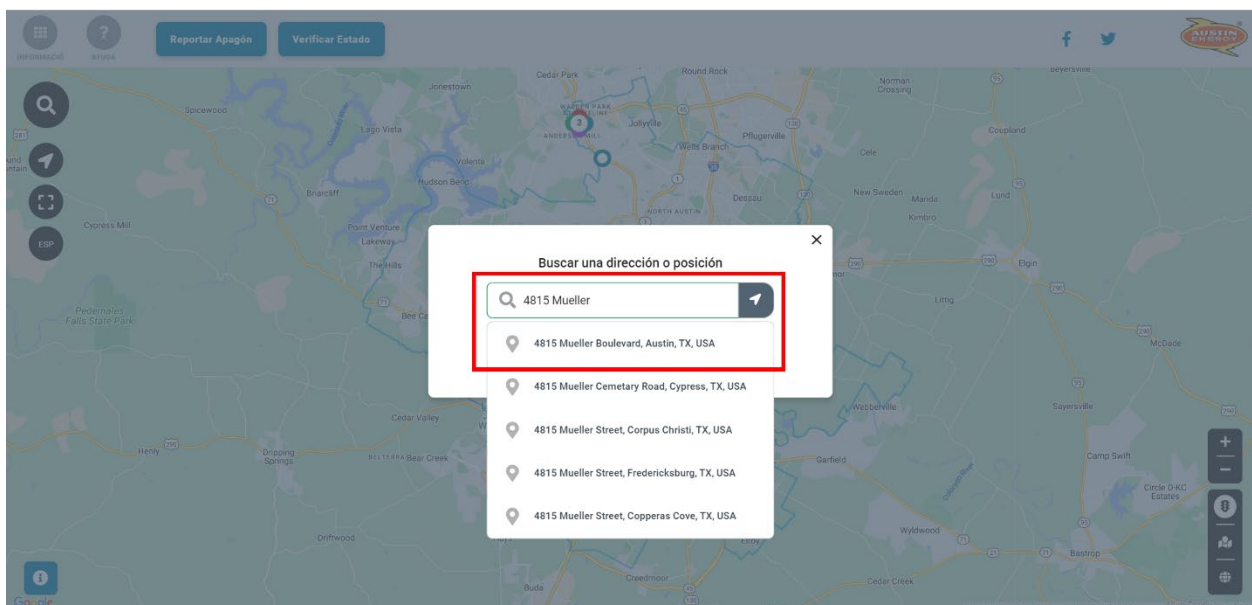 INFORMACIÓ
AYUDA
Reportar Apagón
Verificar Estado
AUSTIN
ENERGY
Cedar Park
Round Rock
Norman
Crossing
Jonestown
Spicewood
Lago Vista
Jollyville
Pflugerville
Coupland
Wells Branch
Cele
Volente
Hudson Bend
Briarcliff
Dessau
New Sweden
Manda
Lund
Kimbro
NORTH AUSTIN
Cypress Mill
Point Venture
Lakeway
The Hills
ESP
Elgin
Pedernales
Falls State Park
Littig
McDade
Buscar una dirección o posición
4815 Mueller
4815 Mueller Boulevard, Austin, TX, USA
4815 Mueller Cemetary Road, Cypress, TX, USA
4815 Mueller Street, Corpus Christi, TX, USA
4815 Mueller Street, Fredericksburg, TX, USA
4815 Mueller Street, Copperas Cove, TX, USA
Webberville
Sayersville
Cedar Valley
Henly
Dripping
Springs
BELTERRA
Bear Creek
Garfield
Camp Swift
Circle D-KC
Estates
Driftwood
Wyldwood
Bastrop
Creedmoor
Buda
Cedar Creek
Google